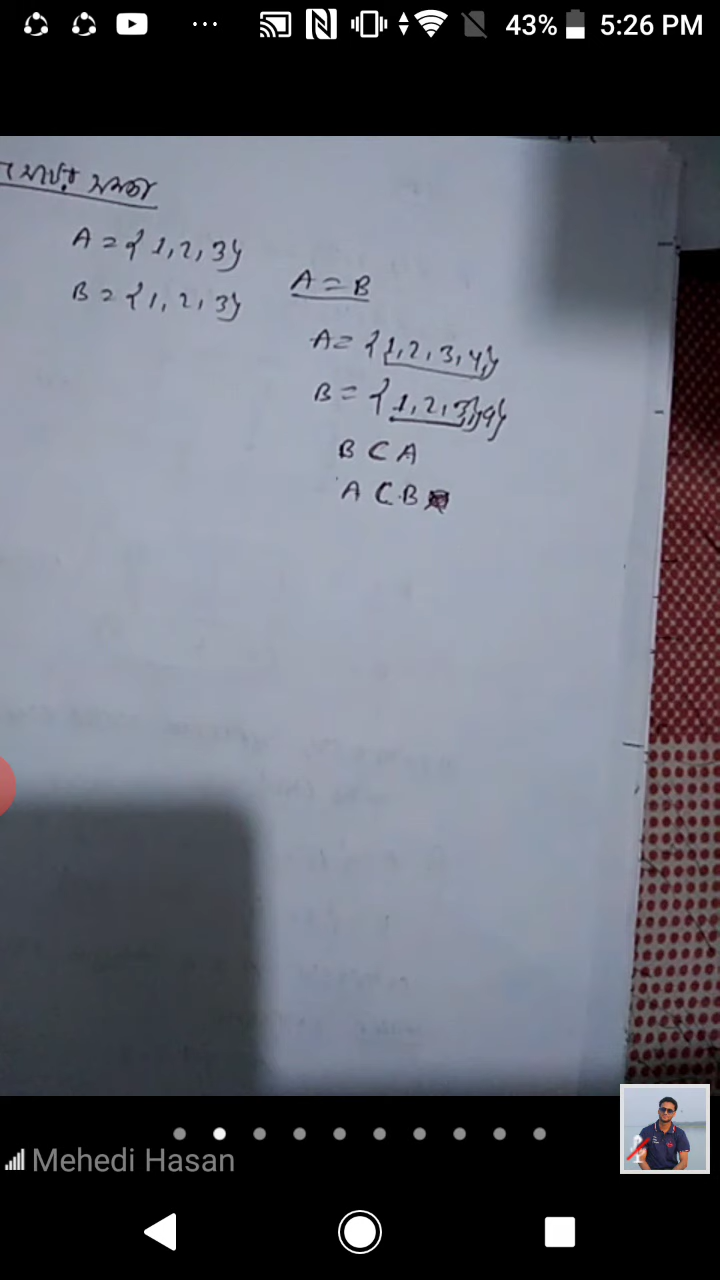 43% 5:26 PM
A = {1, 2, 3}
B = {1, 2, 3}
A = B
A = {1, 2, 3, 4}
B = {1, 2, 3}
B ⊂ A
A ⊂ B
Mehedi Hasan